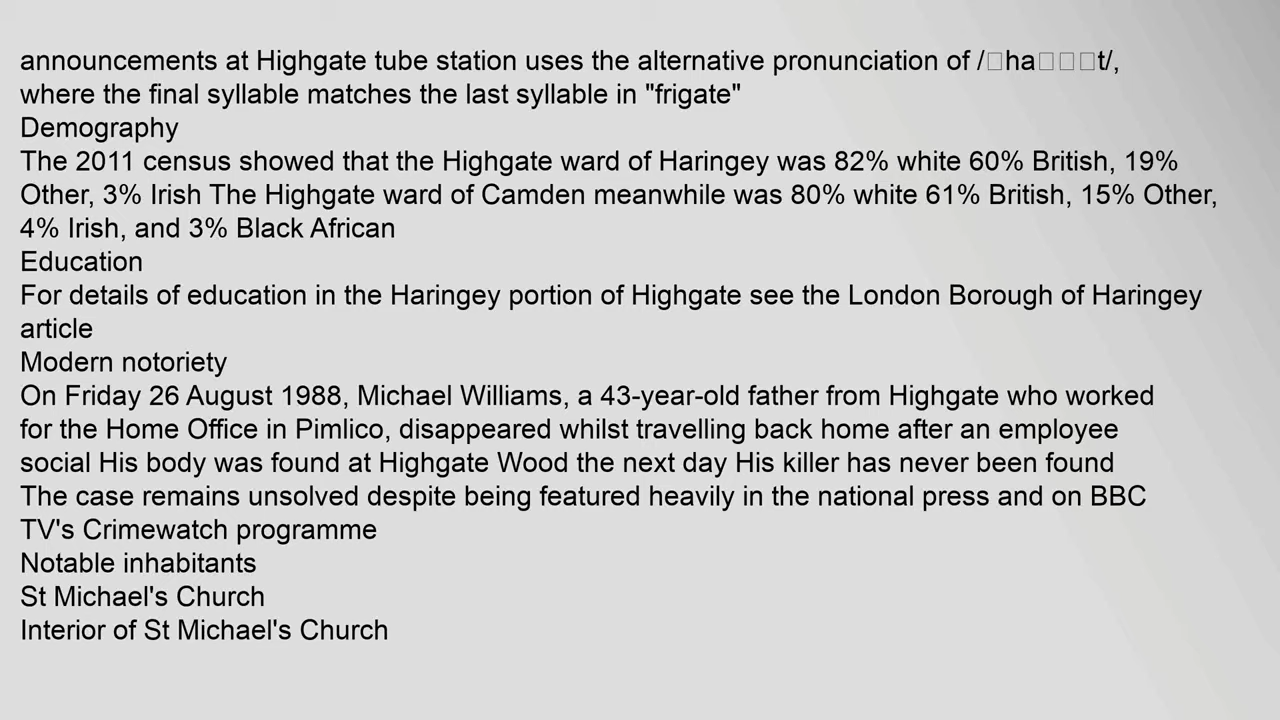 announcements at Highgate tube station uses the alternative pronunciation of /□ha□□□t/,
where the final syllable matches the last syllable in "frigate"
Demography
The 2011 census showed that the Highgate ward of Haringey was 82% white 60% British, 19%
Other, 3% Irish The Highgate ward of Camden meanwhile was 80% white 61% British, 15% Other,
4% Irish, and 3% Black African
Education
For details of education in the Haringey portion of Highgate see the London Borough of Haringey
article
Modern notoriety
On Friday 26 August 1988, Michael Williams, a 43-year-old father from Highgate who worked
for the Home Office in Pimlico, disappeared whilst travelling back home after an employee
social His body was found at Highgate Wood the next day His killer has never been found
The case remains unsolved despite being featured heavily in the national press and on BBC
TV's Crimewatch programme
Notable inhabitants
St Michael's Church
Interior of St Michael's Church